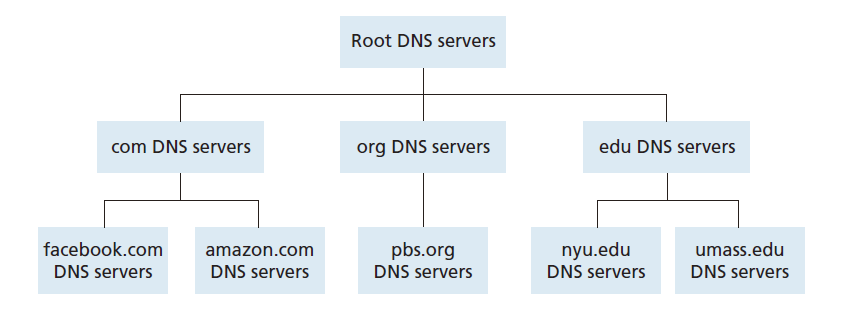 Root DNS servers
com DNS servers
org DNS servers
edu DNS servers
facebook.com
DNS servers
amazon.com
DNS servers
pbs.org
DNS servers
nyu.edu
DNS servers
umass.edu
DNS servers